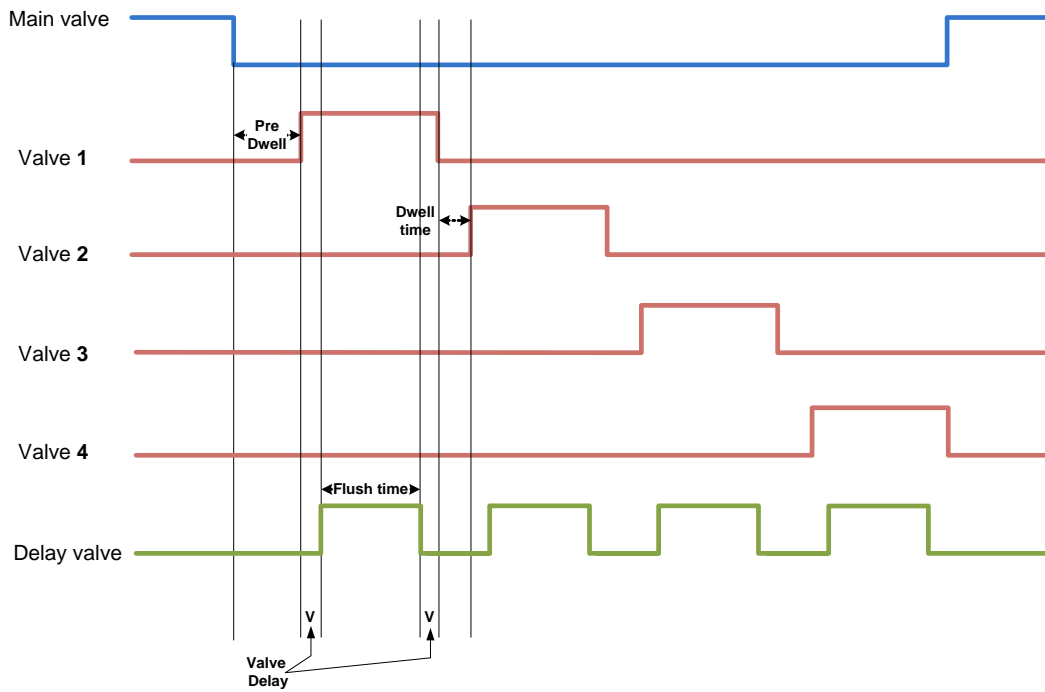 Main valve
Pre
Dwell
Valve 1
Dwell
time
Valve 2
Valve 3
Valve 4
Flush time
Delay valve
V
V
Valve
Delay